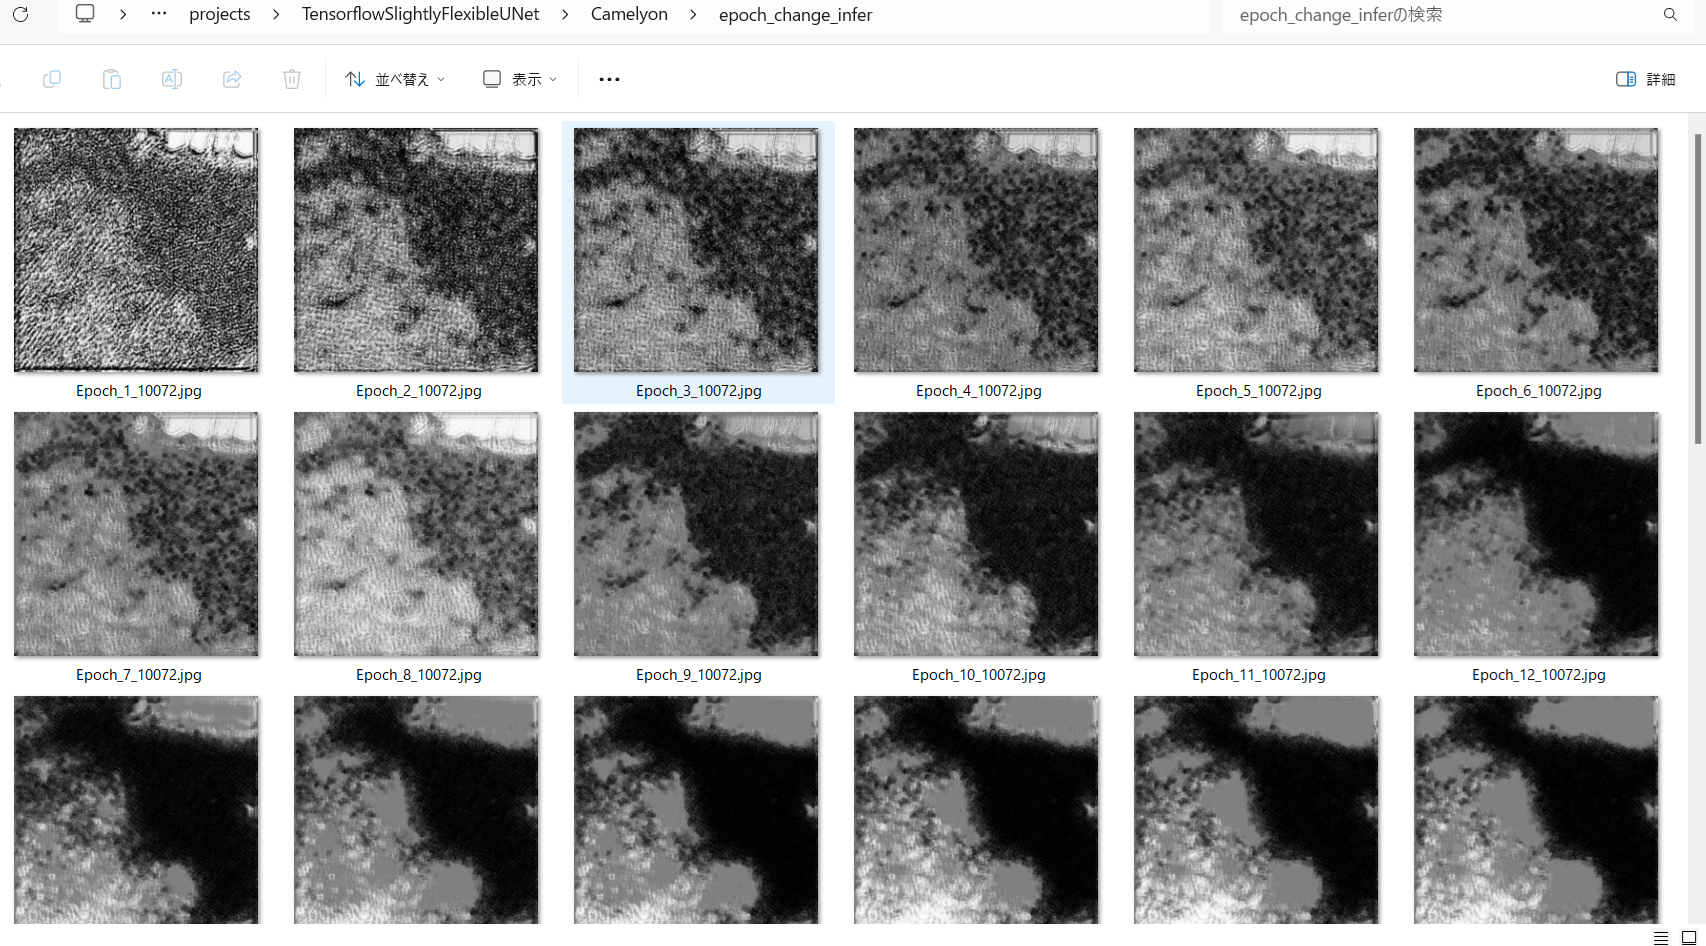 projects > TensorflowSlightlyFlexibleUNet > Camelyon > epoch_change_infer
epoch_change_inferの検索
並べ替え
表示
詳細
Epoch_1_10072.jpg
Epoch_2_10072.jpg
Epoch_3_10072.jpg
Epoch_4_10072.jpg
Epoch_5_10072.jpg
Epoch_6_10072.jpg
Epoch_7_10072.jpg
Epoch_8_10072.jpg
Epoch_9_10072.jpg
Epoch_10_10072.jpg
Epoch_11_10072.jpg
Epoch_12_10072.jpg